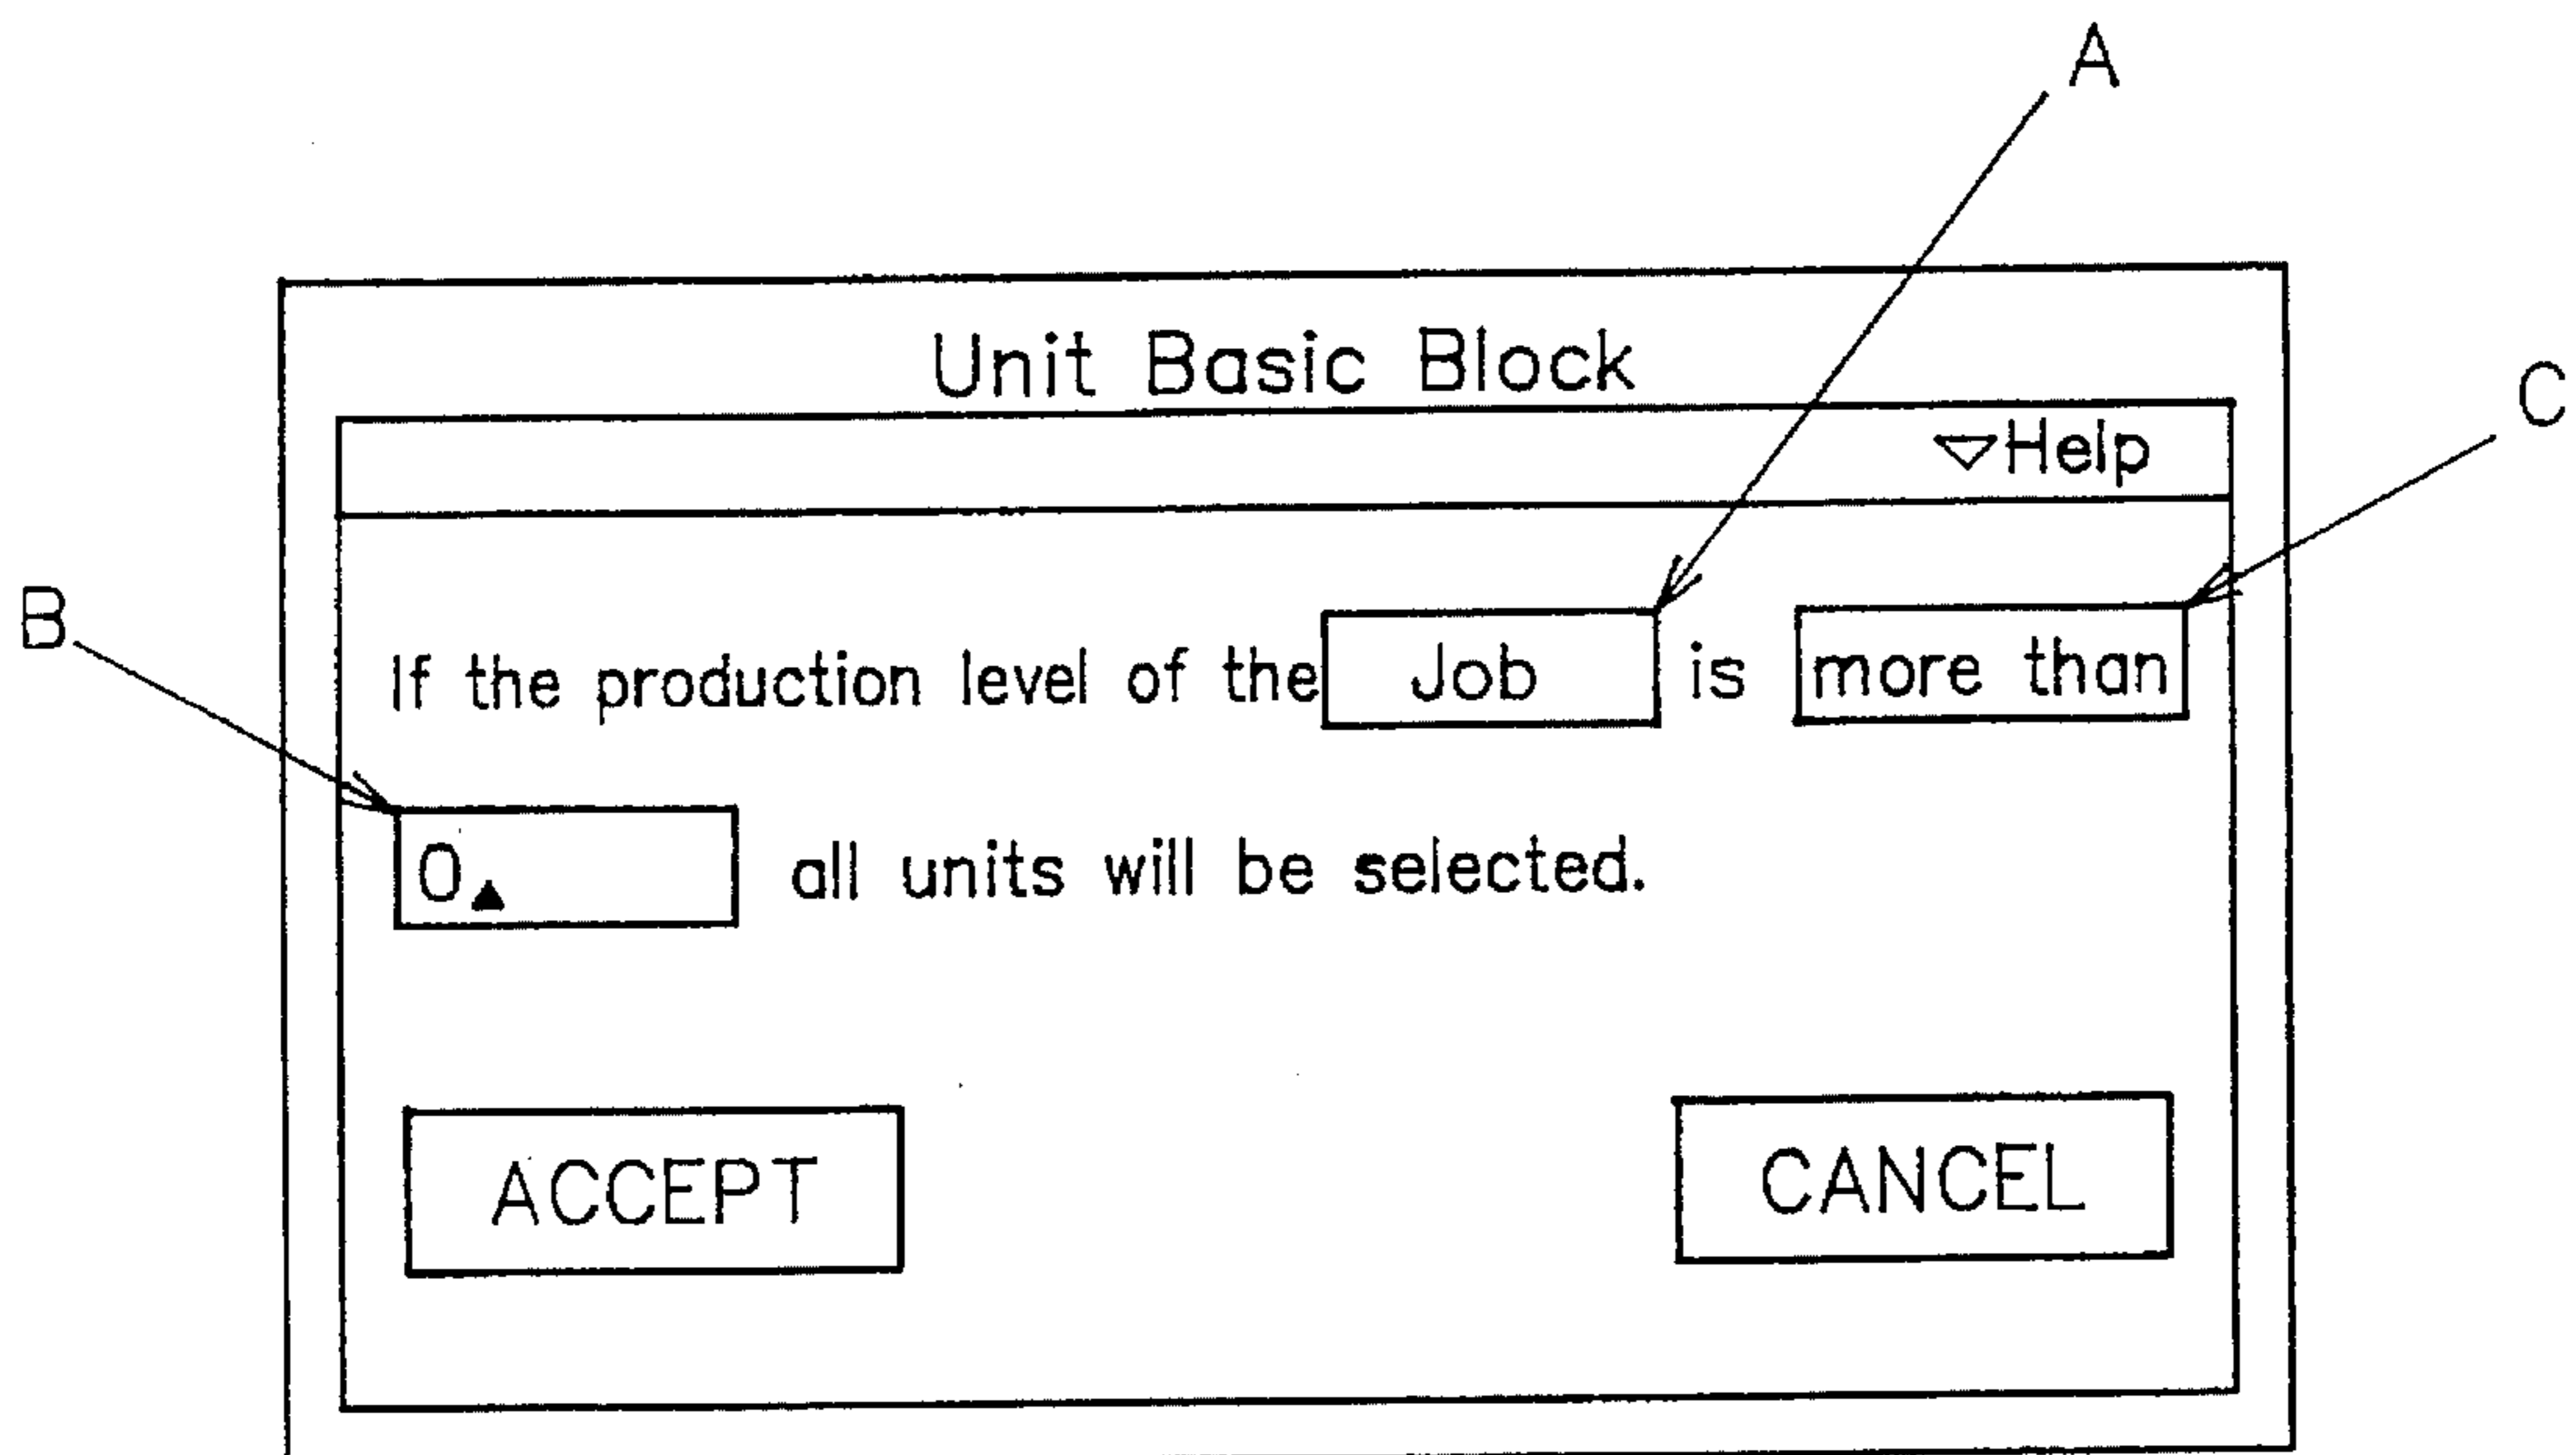 A
Unit Basic Block
C
Help
B
If the production level of the Job is more than
0 all units will be selected.
ACCEPT CANCEL